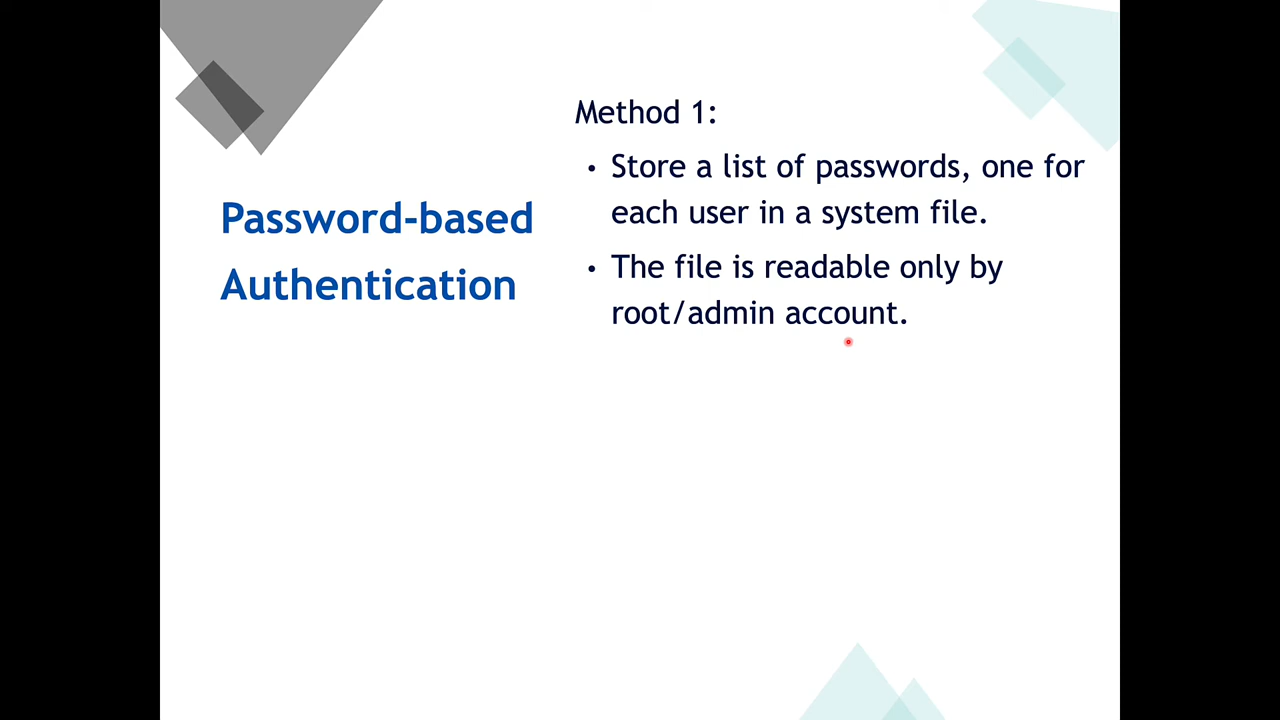 Password-based
Authentication
Method 1:
• Store a list of passwords, one for
each user in a system file.
• The file is readable only by
root/admin account.